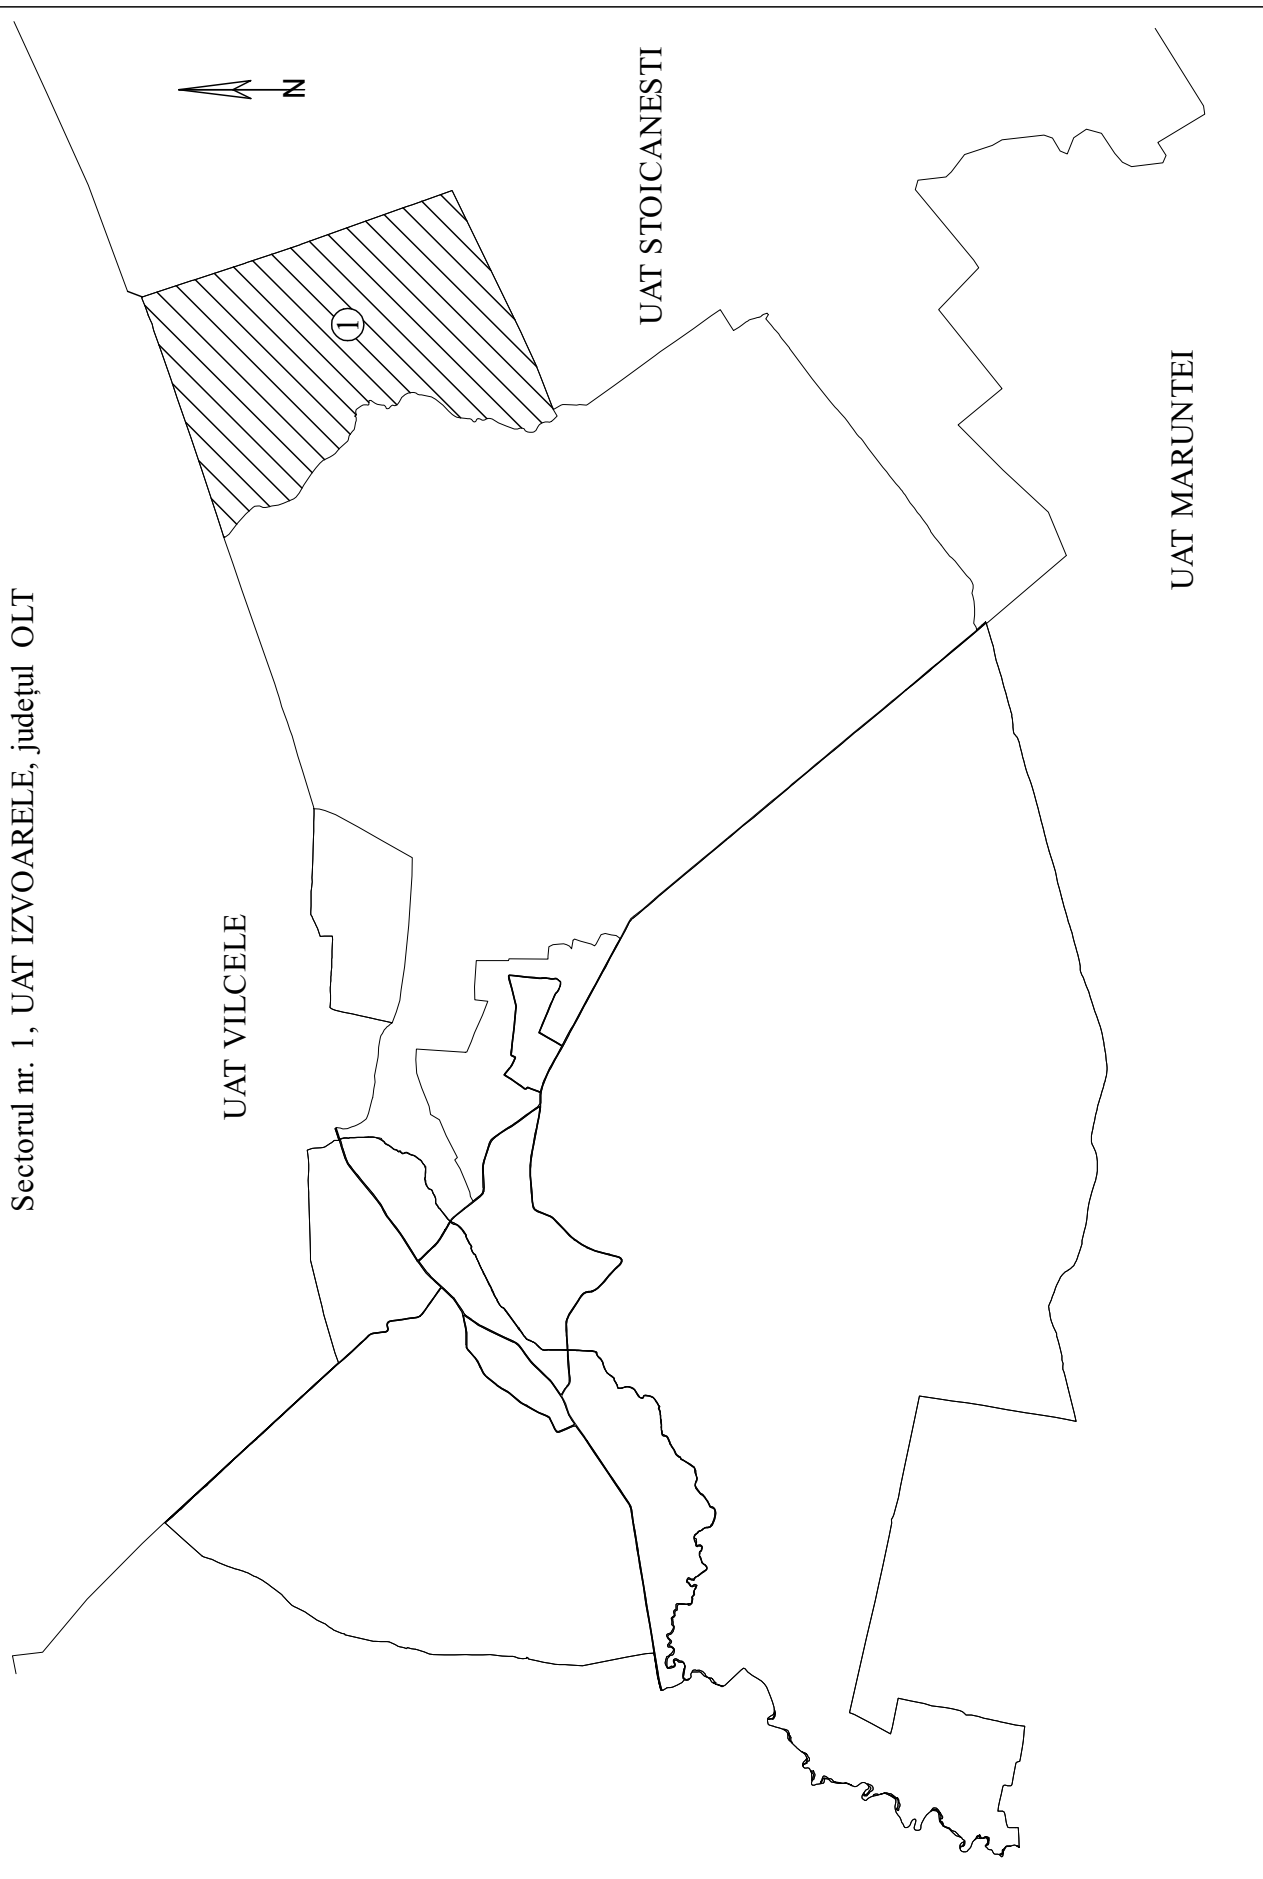 Sectorul nr. 1, UAT IZVOARELE, județul OLT
N
UAT STOICANESTI
1
UAT MARUNTEI
UAT VILCELE